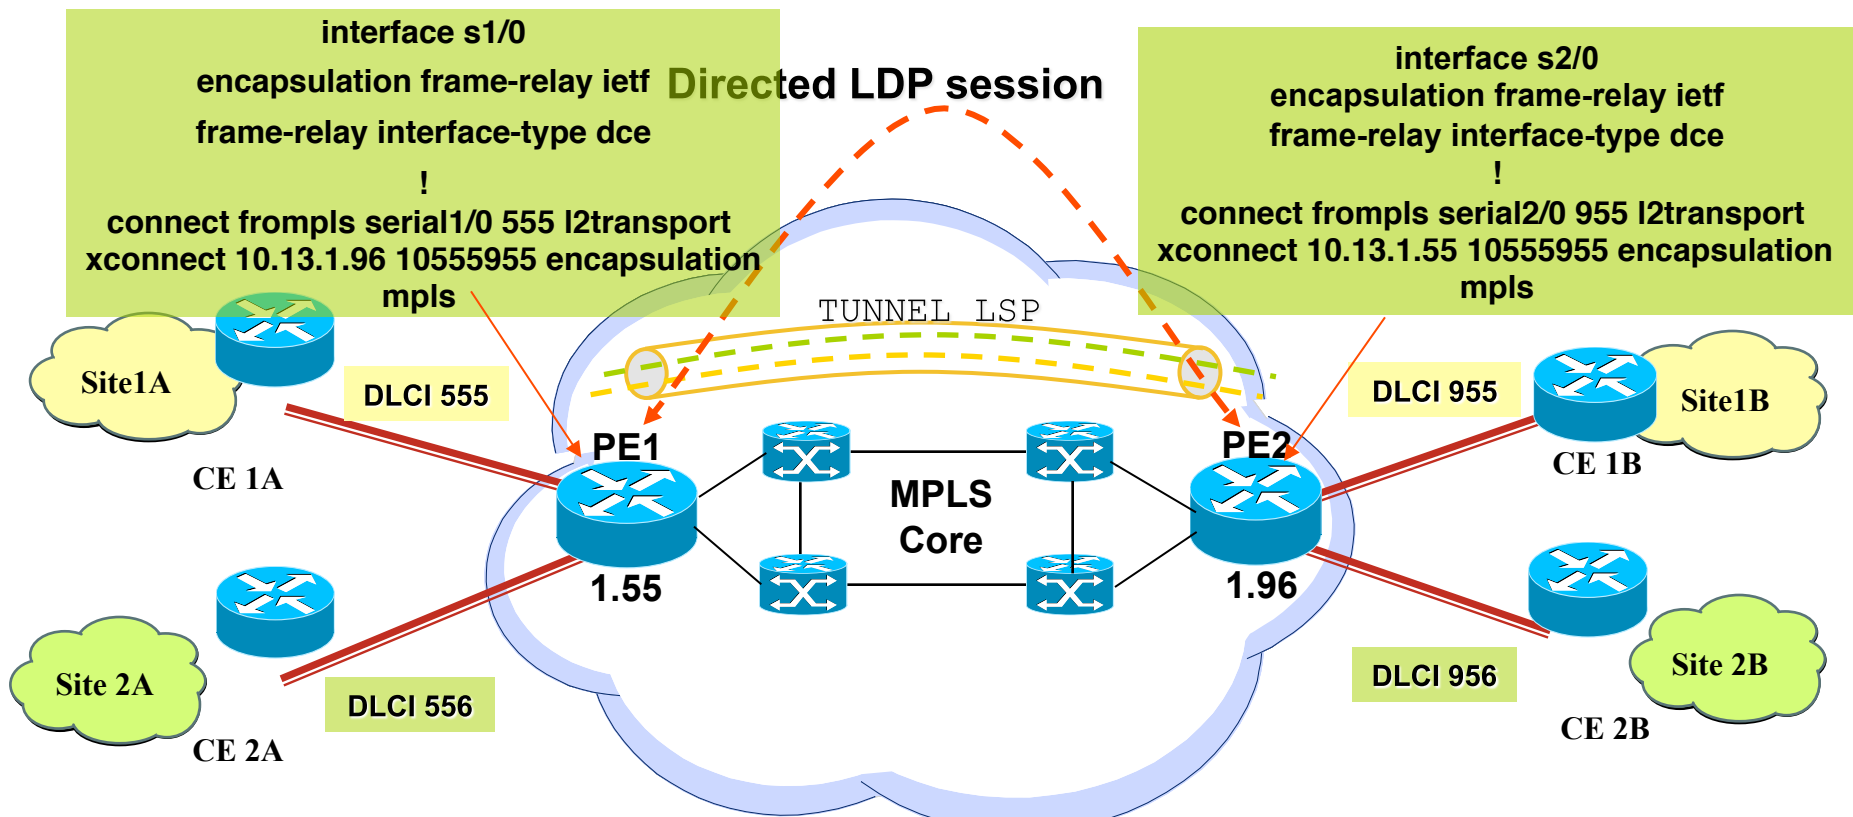 interface s1/0
encapsulation frame-relay ietf
frame-relay interface-type dce
!
connect frompls serial1/0 555 l2transport
xconnect 10.13.1.96 10555955 encapsulation
mpls
Directed LDP session
interface s2/0
encapsulation frame-relay ietf
frame-relay interface-type dce
!
connect frompls serial2/0 955 l2transport
xconnect 10.13.1.55 10555955 encapsulation
mpls
TUNNEL LSP
Site1A
DLCI 555
DLCI 955
Site1B
CE 1A
PE1
PE2
CE 1B
MPLS
Core
1.55
1.96
Site 2A
DLCI 556
DLCI 956
Site 2B
CE 2A
CE 2B